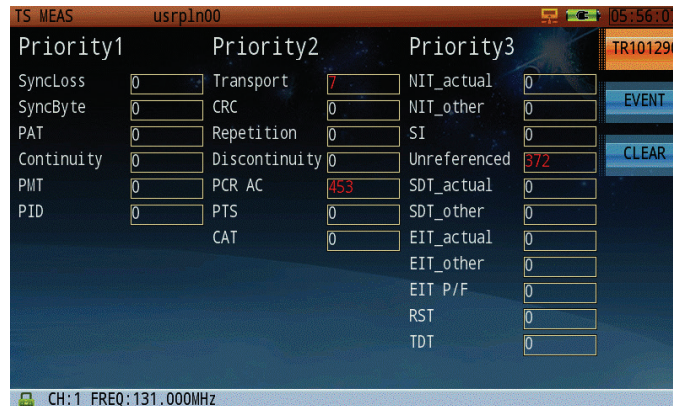 TS MEAS usrpln00 05:56:0
Priority1 Priority2 Priority3 TR101290
SyncLoss 0 Transport 7 NIT_actual 0
SyncByte 0 CRC 0 NIT_other 0 EVENT
PAT 0 Repetition 0 SI 0
Continuity 0 Discontinuity 0 Unreferenced 372 CLEAR
PMT 0 PCR AC 453 SDT_actual 0
PID 0 PTS 0 SDT_other 0
CAT 0 EIT_actual 0
EIT_other 0
EIT P/F 0
RST 0
TDT 0
CH:1 FREQ:131.000MHz